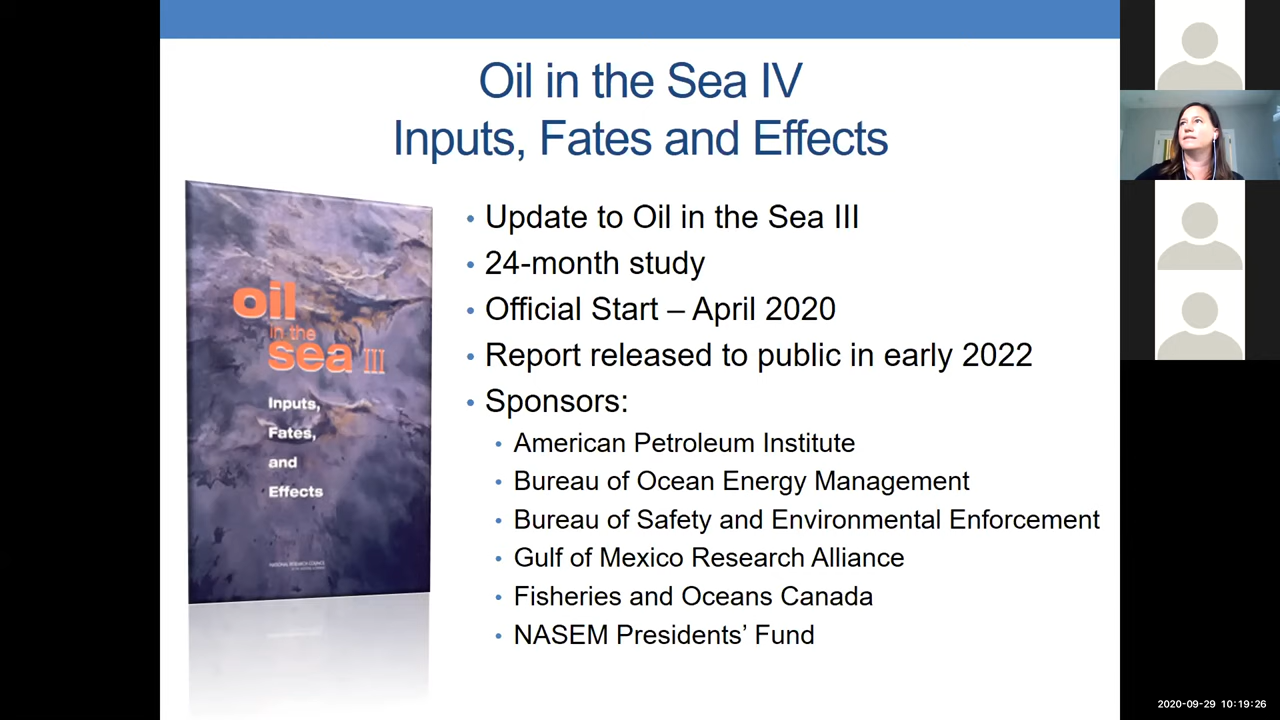 Oil in the Sea IV
Inputs, Fates and Effects
oil
in the
sea III
Inputs,
Fates,
and
Effects
NATIONAL RESEARCH COUNCIL
• Update to Oil in the Sea III
• 24-month study
• Official Start – April 2020
• Report released to public in early 2022
• Sponsors:
• American Petroleum Institute
• Bureau of Ocean Energy Management
• Bureau of Safety and Environmental Enforcement
• Gulf of Mexico Research Alliance
• Fisheries and Oceans Canada
• NASEM Presidents’ Fund
2020-09-29 10:19:26